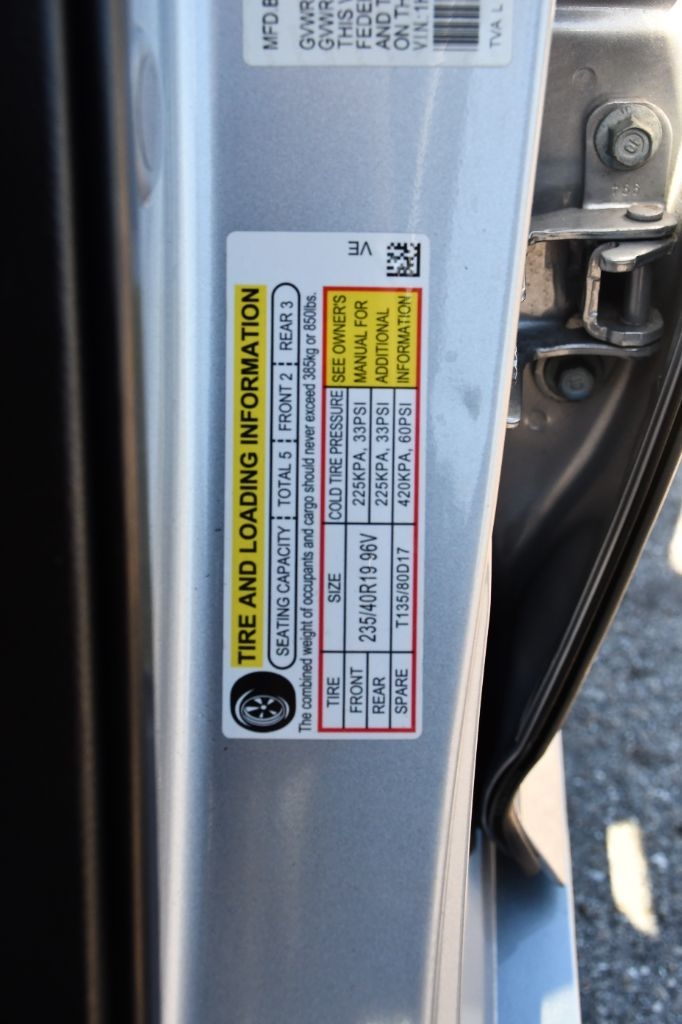 MFD B
GVWR
GVWR
THIS V
FEDER
AND T
ON TH
V.I.N.: 1H
TVA L
VE
TIRE AND LOADING INFORMATION
SEATING CAPACITY TOTAL 5 FRONT 2 REAR 3
The combined weight of occupants and cargo should never exceed 385kg or 850lbs.
TIRE SIZE COLD TIRE PRESSURE SEE OWNER'S
FRONT 235/40R19 96V 225KPA, 33PSI MANUAL FOR
REAR 225KPA, 33PSI ADDITIONAL
SPARE T135/80D17 420KPA, 60PSI INFORMATION